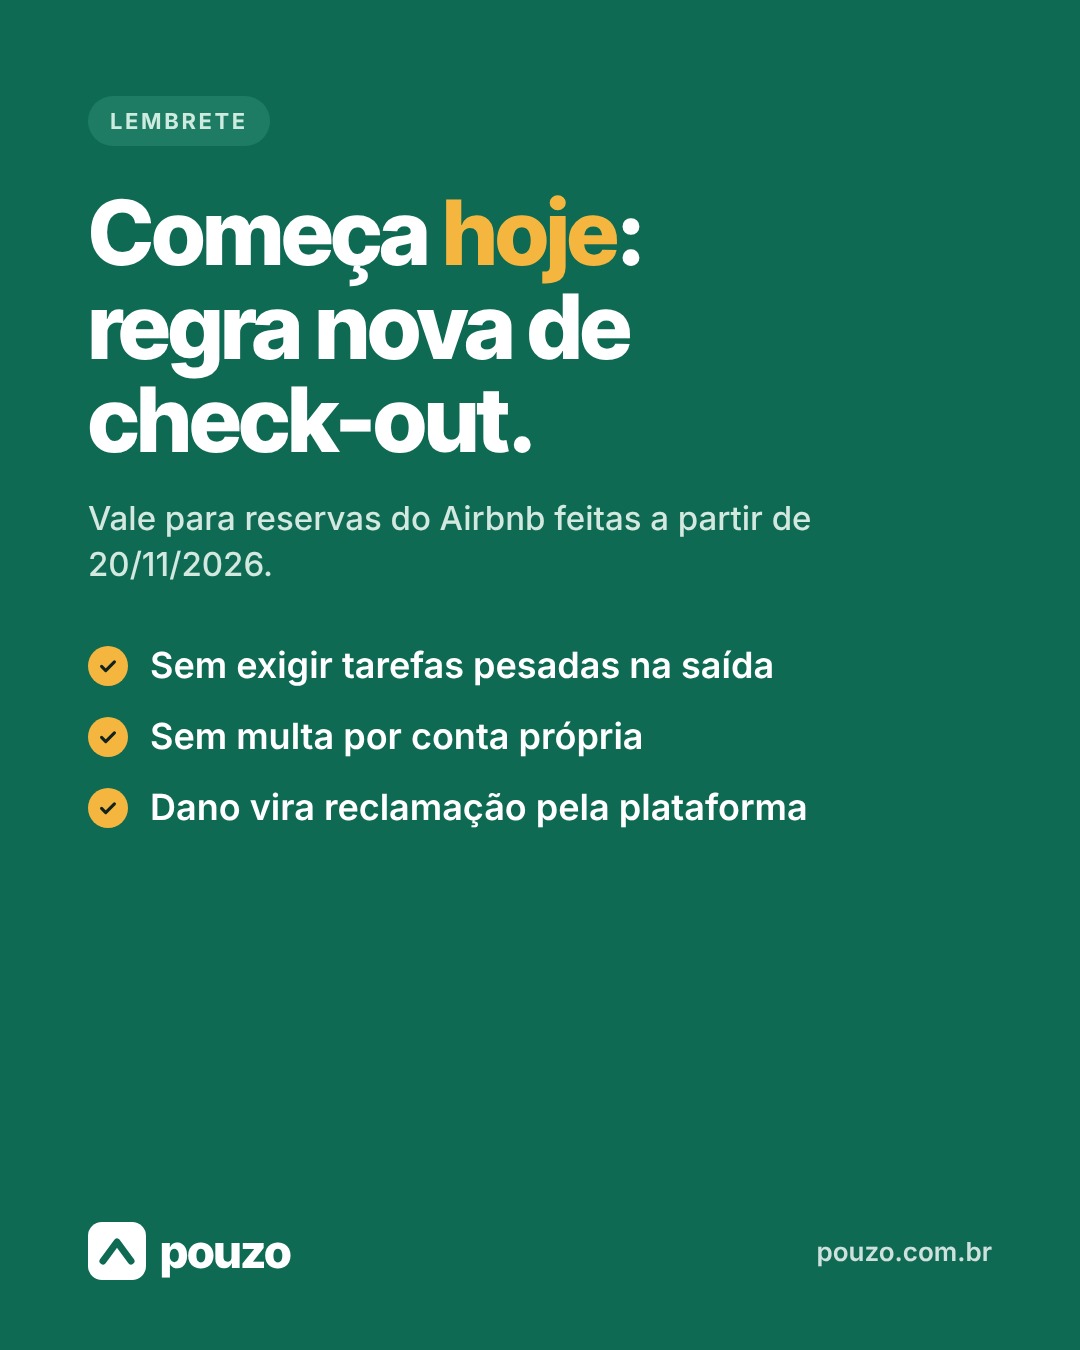 LEMBRETE
Começa hoje:
regra nova de
check-out.
Vale para reservas do Airbnb feitas a partir de
20/11/2026.
Sem exigir tarefas pesadas na saída
Sem multa por conta própria
Dano vira reclamação pela plataforma
pouzo
pouzo.com.br